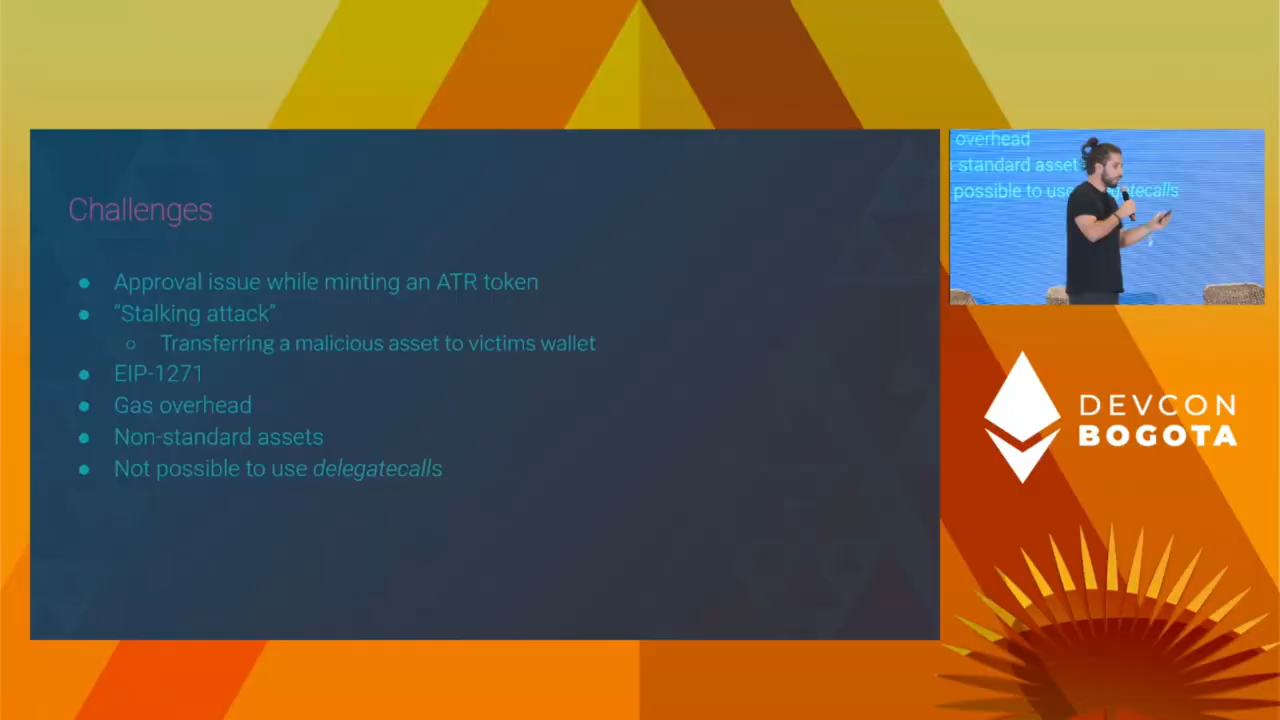 Challenges
● Approval issue while minting an ATR token
● “Stalking attack”
○ Transferring a malicious asset to victims wallet
● EIP-1271
● Gas overhead
● Non-standard assets
● Not possible to use delegatecalls
overhead
standard asset
possible to use egatecalls
DEVCON
BOGOTA